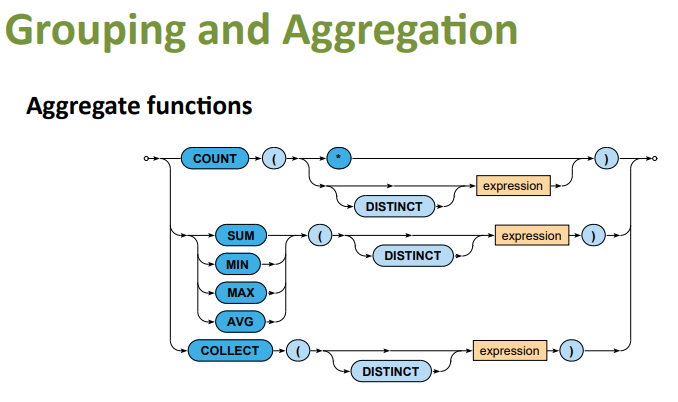 Grouping and Aggregation
Aggregate functions
COUNT ( * )
DISTINCT expression
SUM ( DISTINCT expression )
MIN
MAX
AVG
COLLECT ( DISTINCT expression )